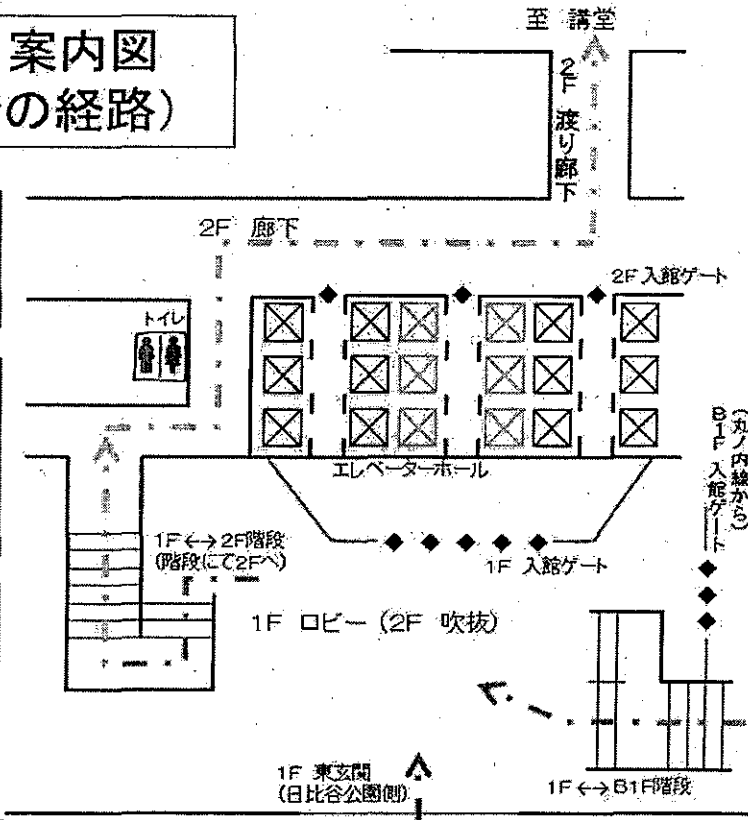 至 講堂
案内図
の経路）
2F 渡り廊下
2F 廊下
2F 入館ゲート
トイレ
（丸ノ内線から）
B1F 入館ゲート
エレベーターホール
1F←→2F階段
(階段にて2Fへ)
1F 入館ゲート
1F ロビー（2F 吹抜）
1F 東玄関
(日比谷公園側)
1F←→B1F階段